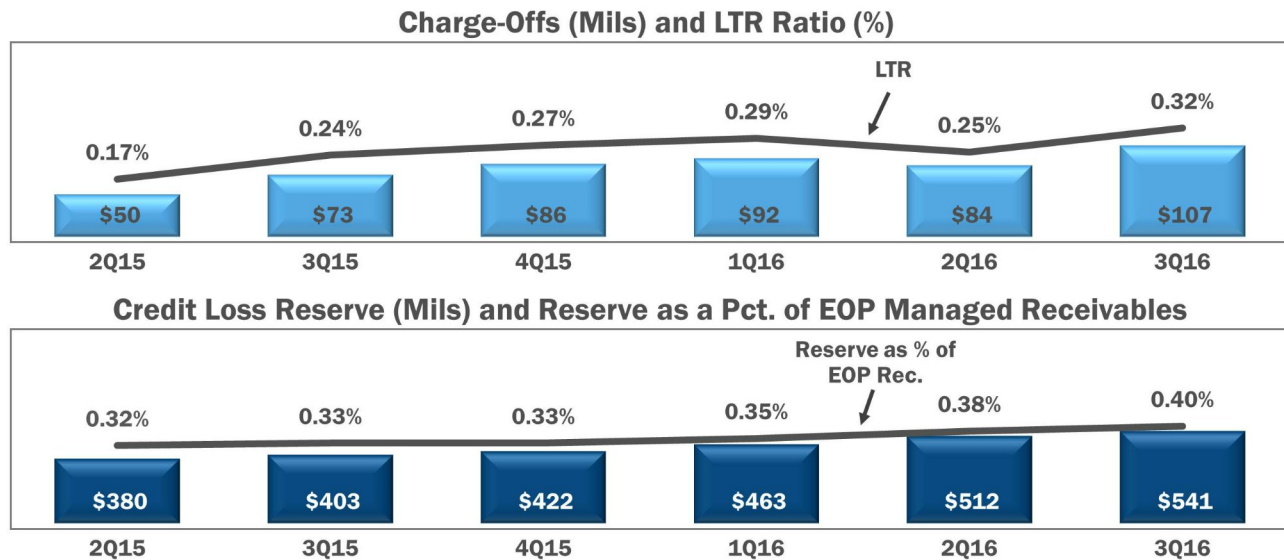 Charge-Offs (Mils) and LTR Ratio (%)
LTR
0.17%
0.24%
0.27%
0.29%
0.25%
0.32%
$50
$73
$86
$92
$84
$107
2Q15
3Q15
4Q15
1Q16
2Q16
3Q16
Credit Loss Reserve (Mils) and Reserve as a Pct. of EOP Managed Receivables
Reserve as % of
EOP Rec.
0.32%
0.33%
0.33%
0.35%
0.38%
0.40%
$380
$403
$422
$463
$512
$541
2Q15
3Q15
4Q15
1Q16
2Q16
3Q16